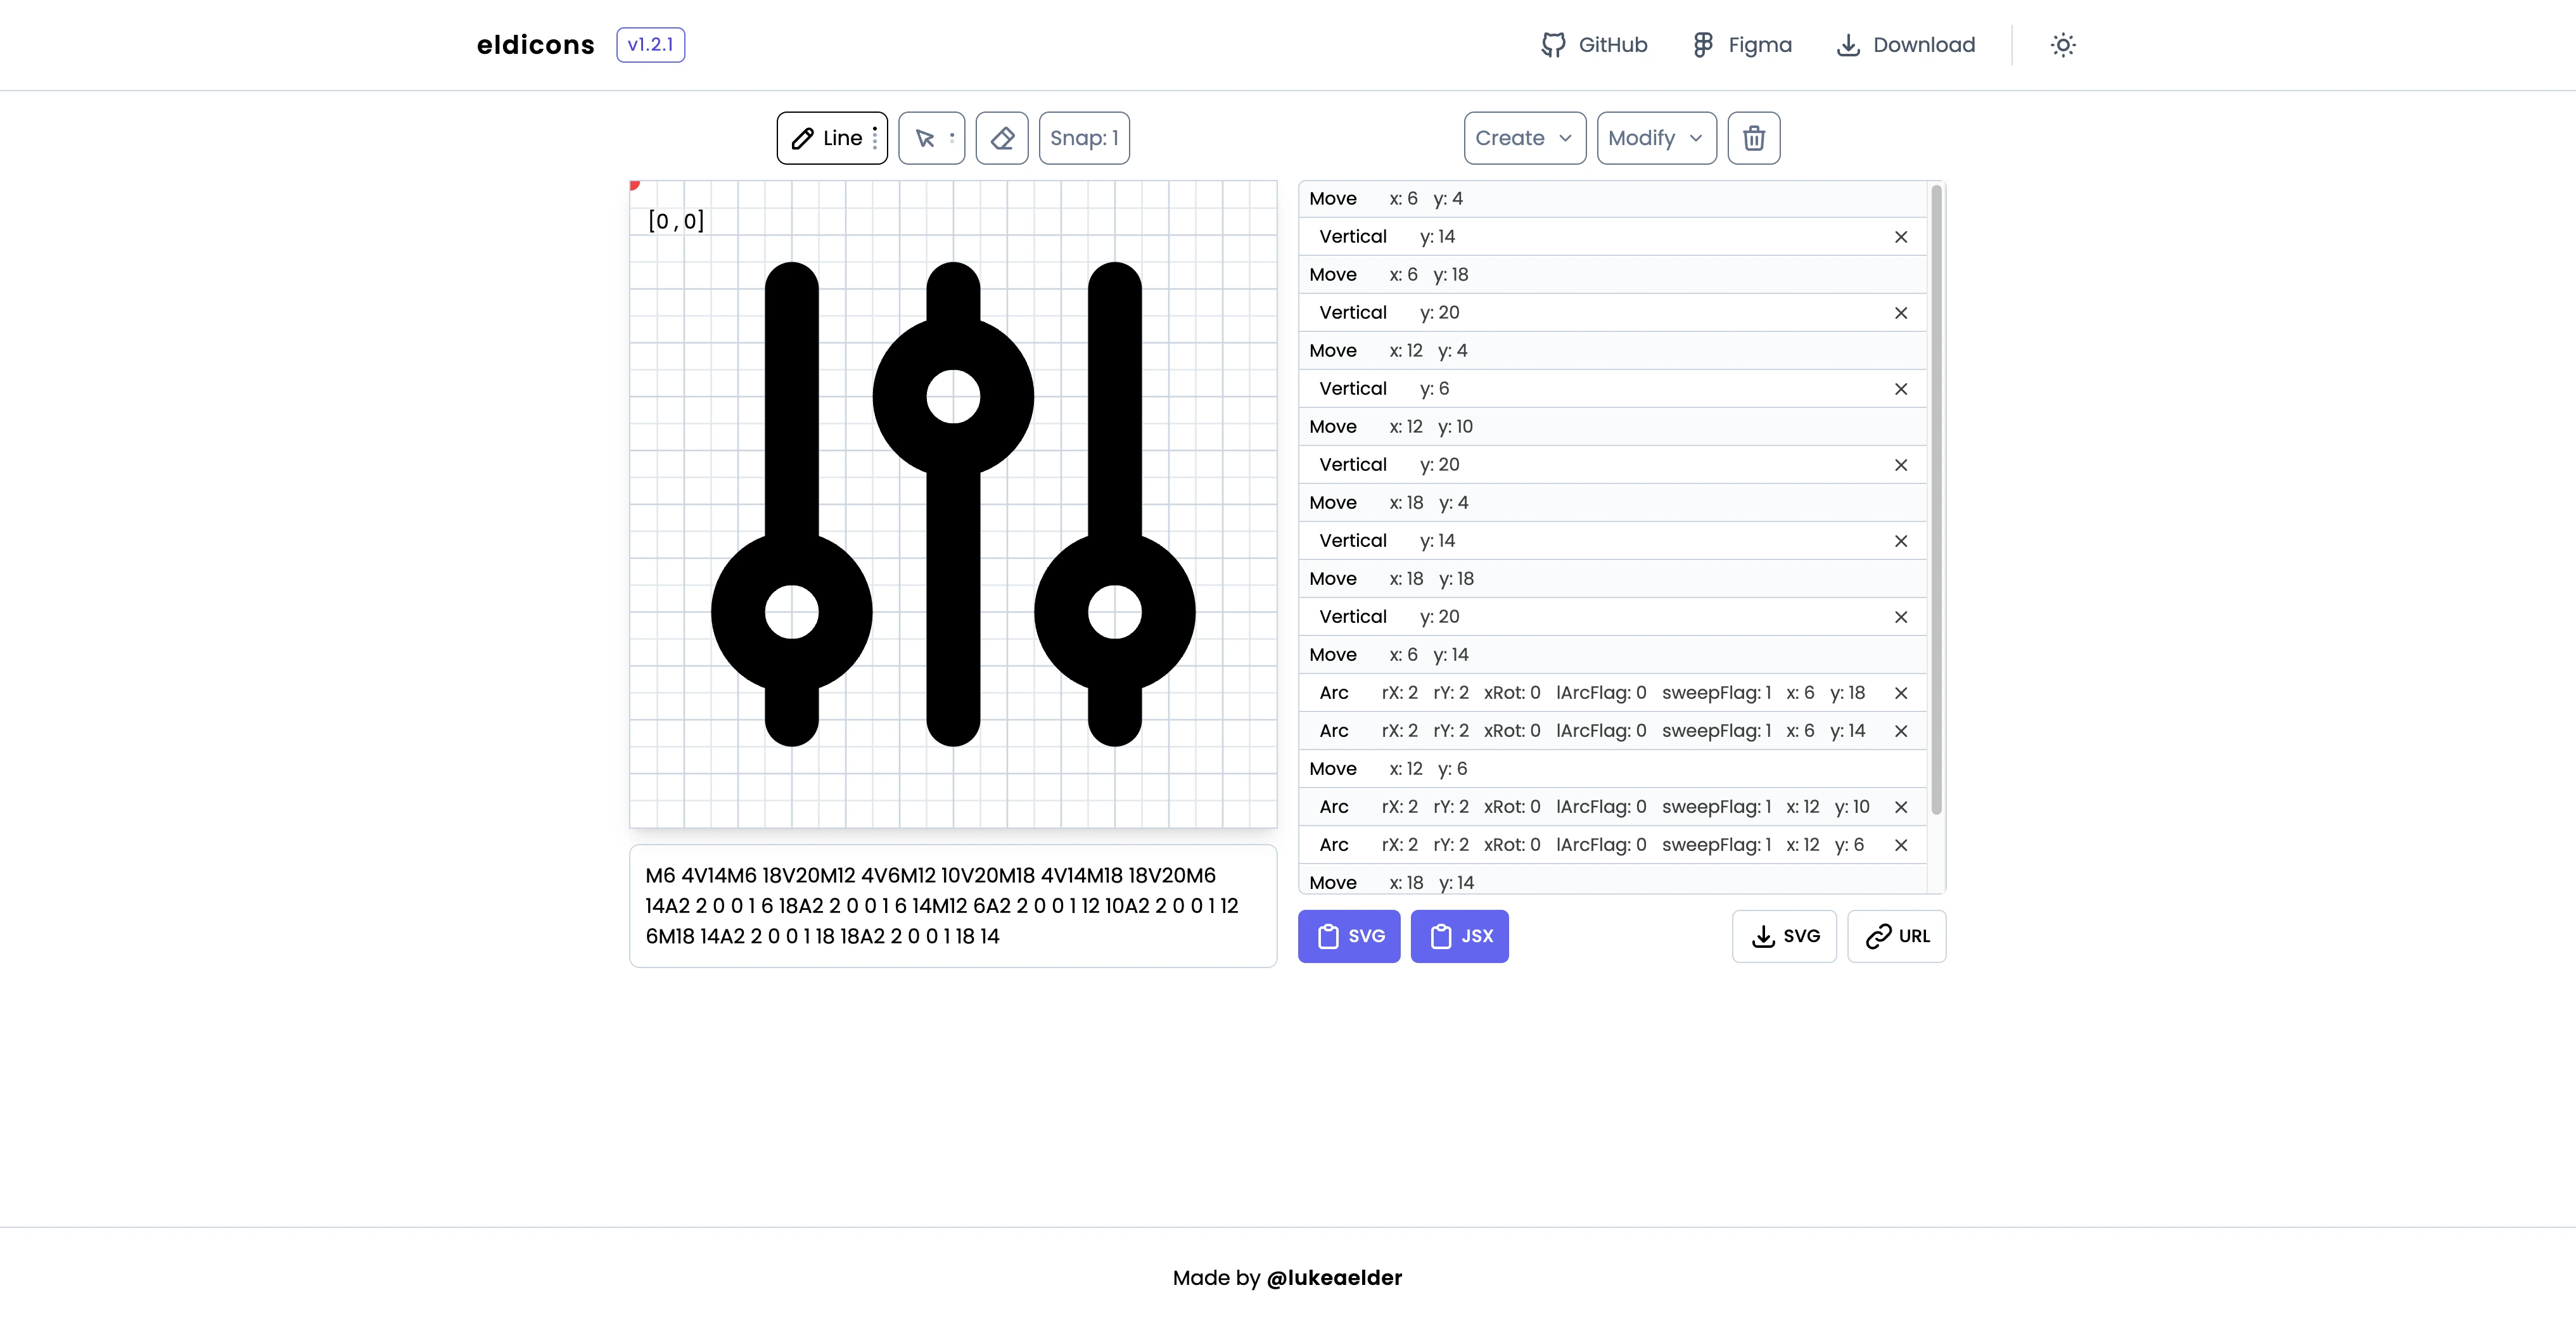 eldicons v1.2.1 GitHub Figma Download
Line Snap: 1 Create Modify
[0,0]
M6 4V14M6 18V20M12 4V6M12 10V20M18 4V14M18 18V20M6
14A2 2 0 0 1 6 18A2 2 0 0 1 6 14M12 6A2 2 0 0 1 12 10A2 2 0 0 1 12
6M18 14A2 2 0 0 1 18 18A2 2 0 0 1 18 14
Move x: 6 y: 4
Vertical y: 14
Move x: 6 y: 18
Vertical y: 20
Move x: 12 y: 4
Vertical y: 6
Move x: 12 y: 10
Vertical y: 20
Move x: 18 y: 4
Vertical y: 14
Move x: 18 y: 18
Vertical y: 20
Move x: 6 y: 14
Arc rX: 2 rY: 2 xRot: 0 lArcFlag: 0 sweepFlag: 1 x: 6 y: 18
Arc rX: 2 rY: 2 xRot: 0 lArcFlag: 0 sweepFlag: 1 x: 6 y: 14
Move x: 12 y: 6
Arc rX: 2 rY: 2 xRot: 0 lArcFlag: 0 sweepFlag: 1 x: 12 y: 10
Arc rX: 2 rY: 2 xRot: 0 lArcFlag: 0 sweepFlag: 1 x: 12 y: 6
Move x: 18 y: 14
SVG JSX SVG URL
Made by @lukeaelder